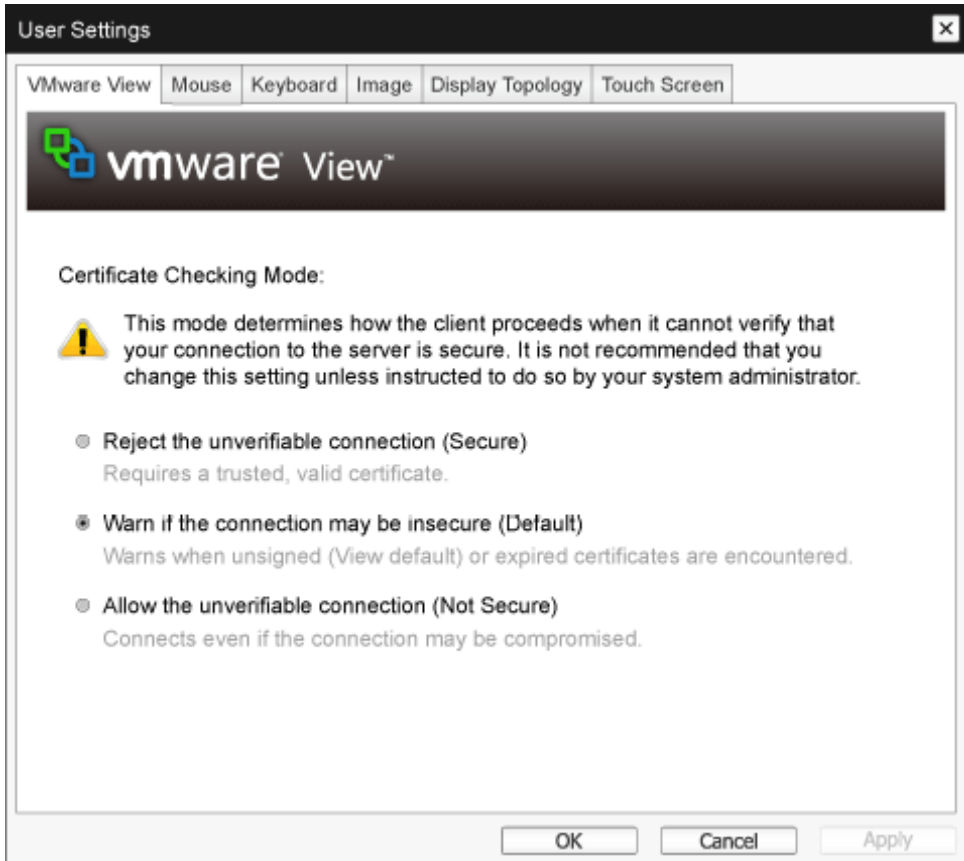 User Settings
VMware View Mouse Keyboard Image Display Topology Touch Screen
vmware View™
Certificate Checking Mode:
This mode determines how the client proceeds when it cannot verify that
your connection to the server is secure. It is not recommended that you
change this setting unless instructed to do so by your system administrator.
Reject the unverifiable connection (Secure)
Requires a trusted, valid certificate.
Warn if the connection may be insecure (Default)
Warns when unsigned (View default) or expired certificates are encountered.
Allow the unverifiable connection (Not Secure)
Connects even if the connection may be compromised.
OK Cancel Apply